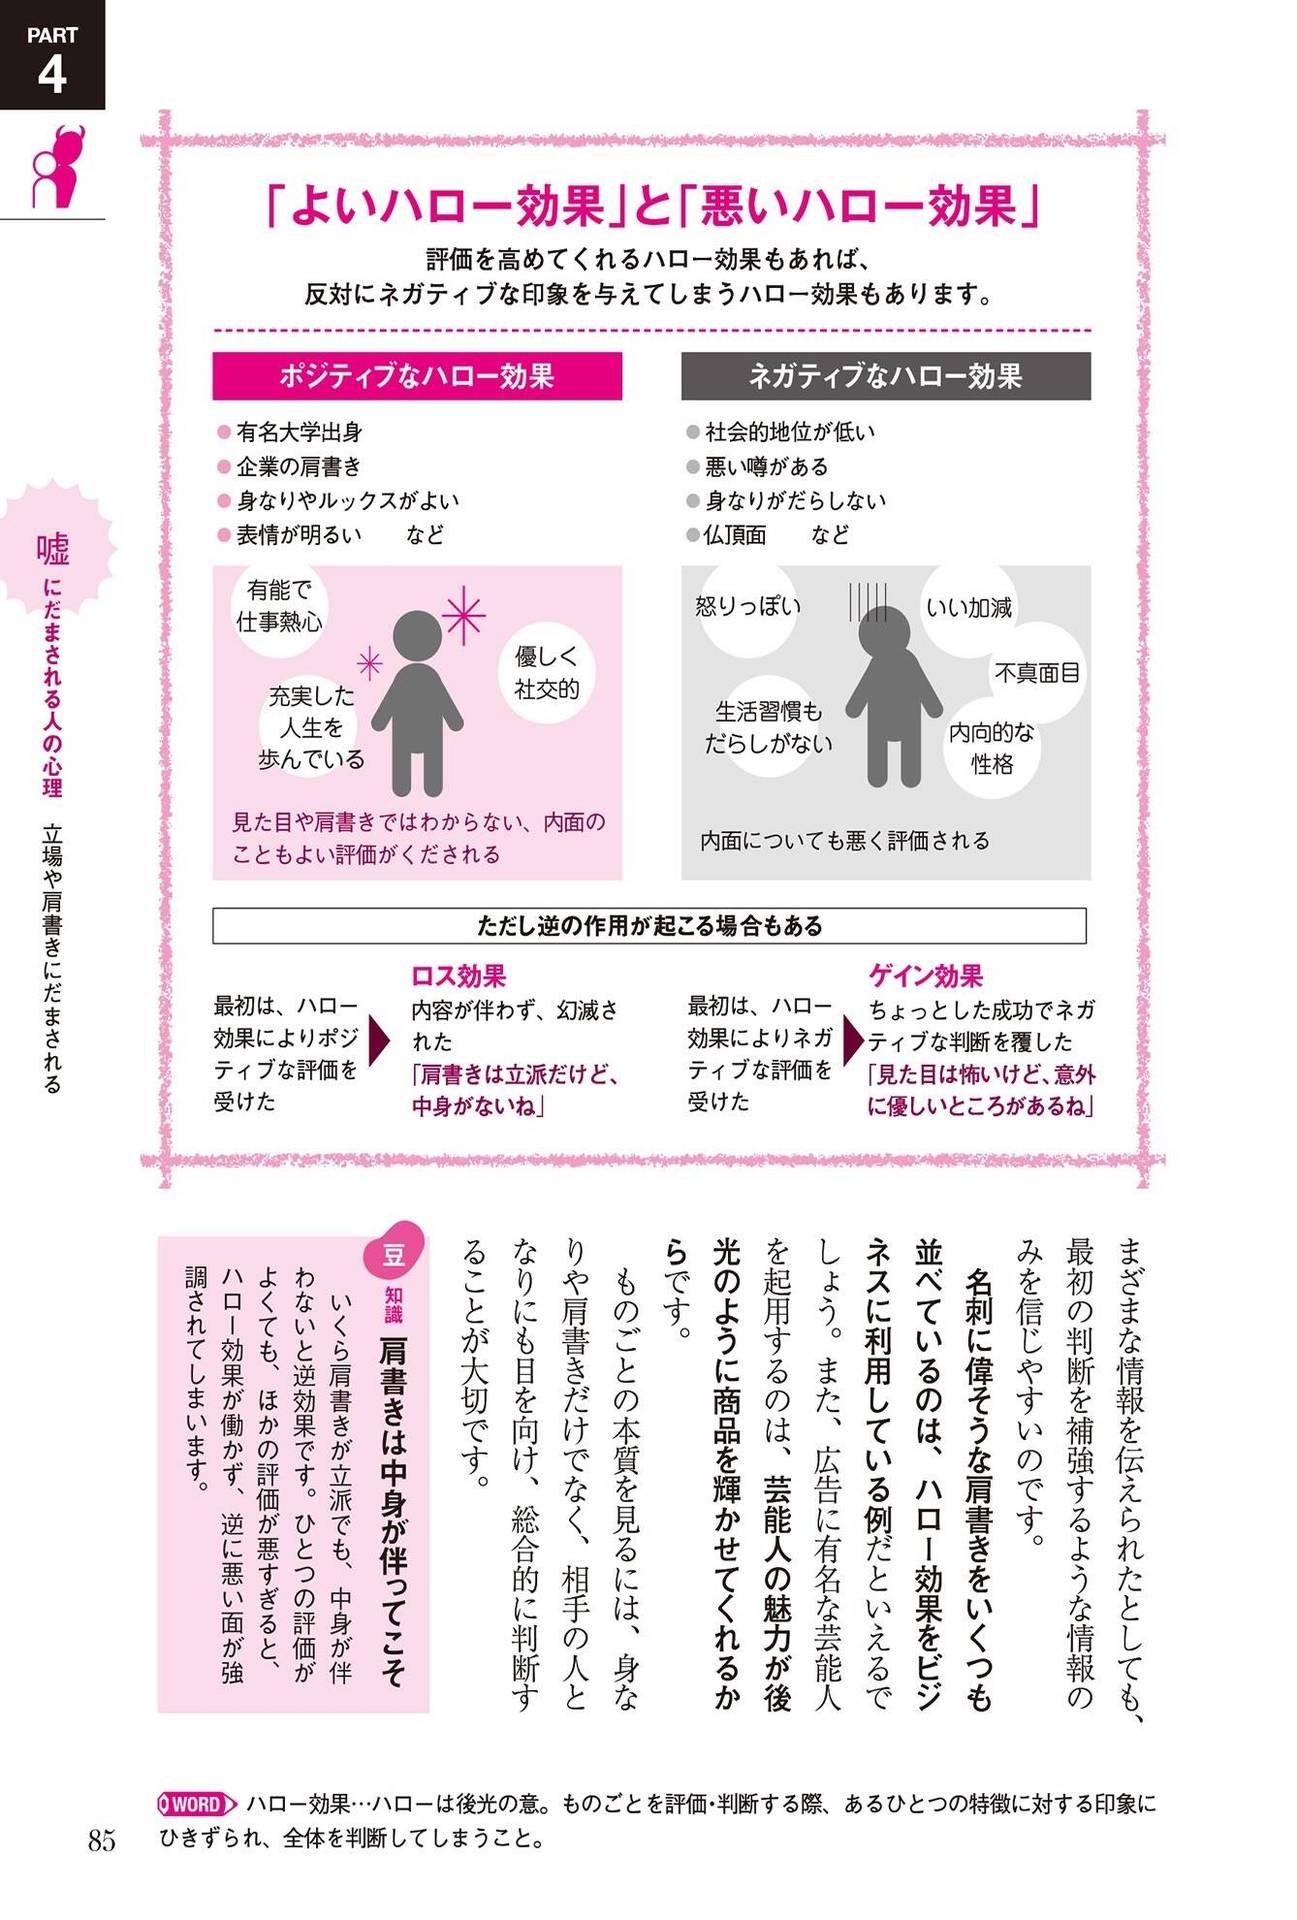 PART
4
「よいハロー効果」と「悪いハロー効果」
評価を高めてくれるハロー効果もあれば、
反対にネガティブな印象を与えてしまうハロー効果もあります。
ポジティブなハロー効果
●有名大学出身
●企業の肩書き
●身なりやルックスがよい
●表情が明るい　　など
有能で
仕事熱心
優しく
社交的
充実した
人生を
歩んでいる
見た目や肩書きではわからない、内面の
こともよい評価がくだされる
ネガティブなハロー効果
●社会的地位が低い
●悪い噂がある
●身なりがだらしない
●仏頂面　　など
怒りっぽい
いい加減
不真面目
生活習慣も
だらしがない
内向的な
性格
内面についても悪く評価される
ただし逆の作用が起こる場合もある
最初は、ハロー
効果によりポジ
ティブな評価を
受けた
ロス効果
内容が伴わず、幻滅さ
れた
「肩書きは立派だけど、
中身がないね」
最初は、ハロー
効果によりネガ
ティブな評価を
受けた
ゲイン効果
ちょっとした成功でネガ
ティブな判断を覆した
「見た目は怖いけど、意外
に優しいところがあるね」
嘘にだまされる人の心理　立場や肩書きにだまされる
まざまな情報を伝えられたとしても、
最初の判断を補強するような情報の
みを信じやすいのです。
名刺に偉そうな肩書きをいくつも
並べているのは、ハロー効果をビジ
ネスに利用している例だといえるで
しょう。また、広告に有名な芸能人
を起用するのは、芸能人の魅力が後
光のように商品を輝かせてくれるか
らです。
ものごとの本質を見るには、身な
りや肩書きだけでなく、相手の人と
なりにも目を向け、総合的に判断す
ることが大切です。
豆知識　肩書きは中身が伴ってこそ
いくら肩書きが立派でも、中身が伴
わないと逆効果です。ひとつの評価が
よくても、ほかの評価が悪すぎると、
ハロー効果が働かず、逆に悪い面が強
調されてしまいます。
WORD ハロー効果…ハローは後光の意。ものごとを評価・判断する際、あるひとつの特徴に対する印象に
ひきずられ、全体を判断してしまうこと。
85